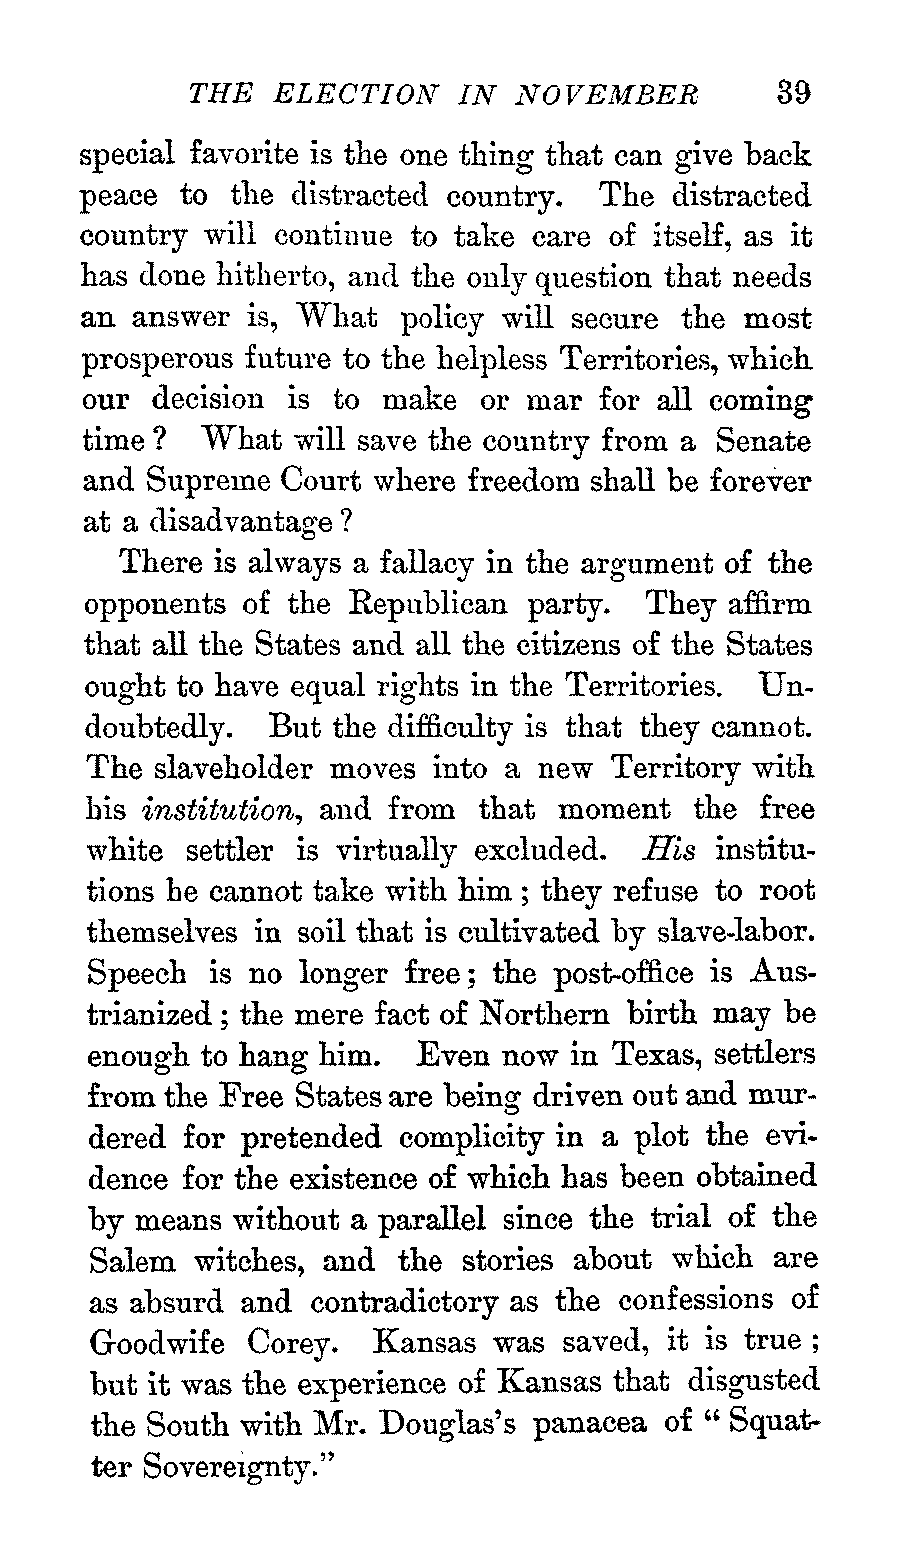 THE ELECTION IN NOVEMBER 39
special favorite is the one thing that can give back
peace to the distracted country. The distracted
country will continue to take care of itself, as it
has done hitherto, and the only question that needs
an answer is, What policy will secure the most
prosperous future to the helpless Territories, which
our decision is to make or mar for all coming
time? What will save the country from a Senate
and Supreme Court where freedom shall be forever
at a disadvantage?
There is always a fallacy in the argument of the
opponents of the Republican party. They affirm
that all the States and all the citizens of the States
ought to have equal rights in the Territories. Un-
doubtedly. But the difficulty is that they cannot.
The slaveholder moves into a new Territory with
his institution, and from that moment the free
white settler is virtually excluded. His institu-
tions he cannot take with him; they refuse to root
themselves in soil that is cultivated by slave-labor.
Speech is no longer free; the post-office is Aus-
trianized; the mere fact of Northern birth may be
enough to hang him. Even now in Texas, settlers
from the Free States are being driven out and mur-
dered for pretended complicity in a plot the evi-
dence for the existence of which has been obtained
by means without a parallel since the trial of the
Salem witches, and the stories about which are
as absurd and contradictory as the confessions of
Goodwife Corey. Kansas was saved, it is true;
but it was the experience of Kansas that disgusted
the South with Mr. Douglas's panacea of "Squat-
ter Sovereignty."